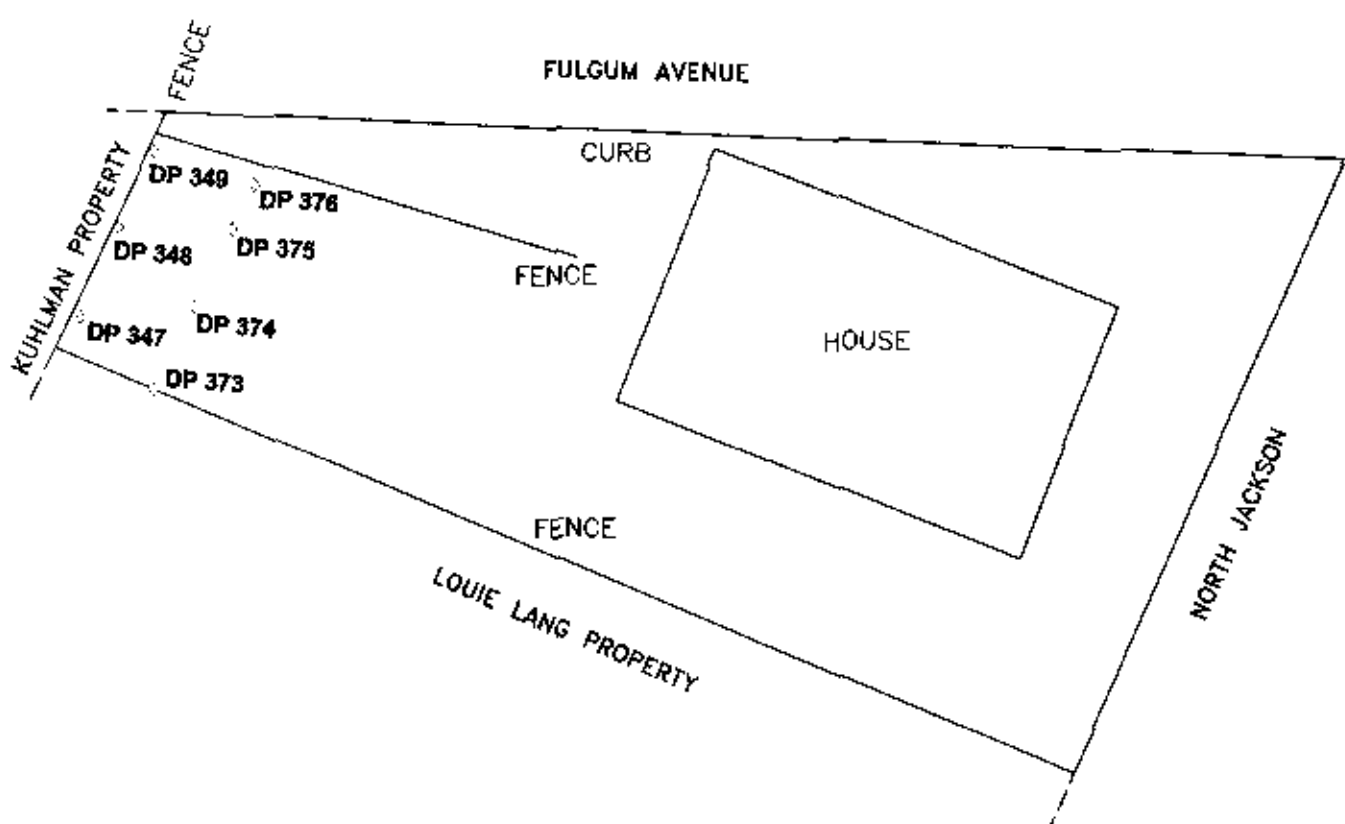 FENCE
FULGUM AVENUE
CURB
KUHLMAN PROPERTY
DP 349
DP 376
DP 348
DP 375
FENCE
DP 347
DP 374
HOUSE
DP 373
FENCE
LOUIE LANG PROPERTY
NORTH JACKSON